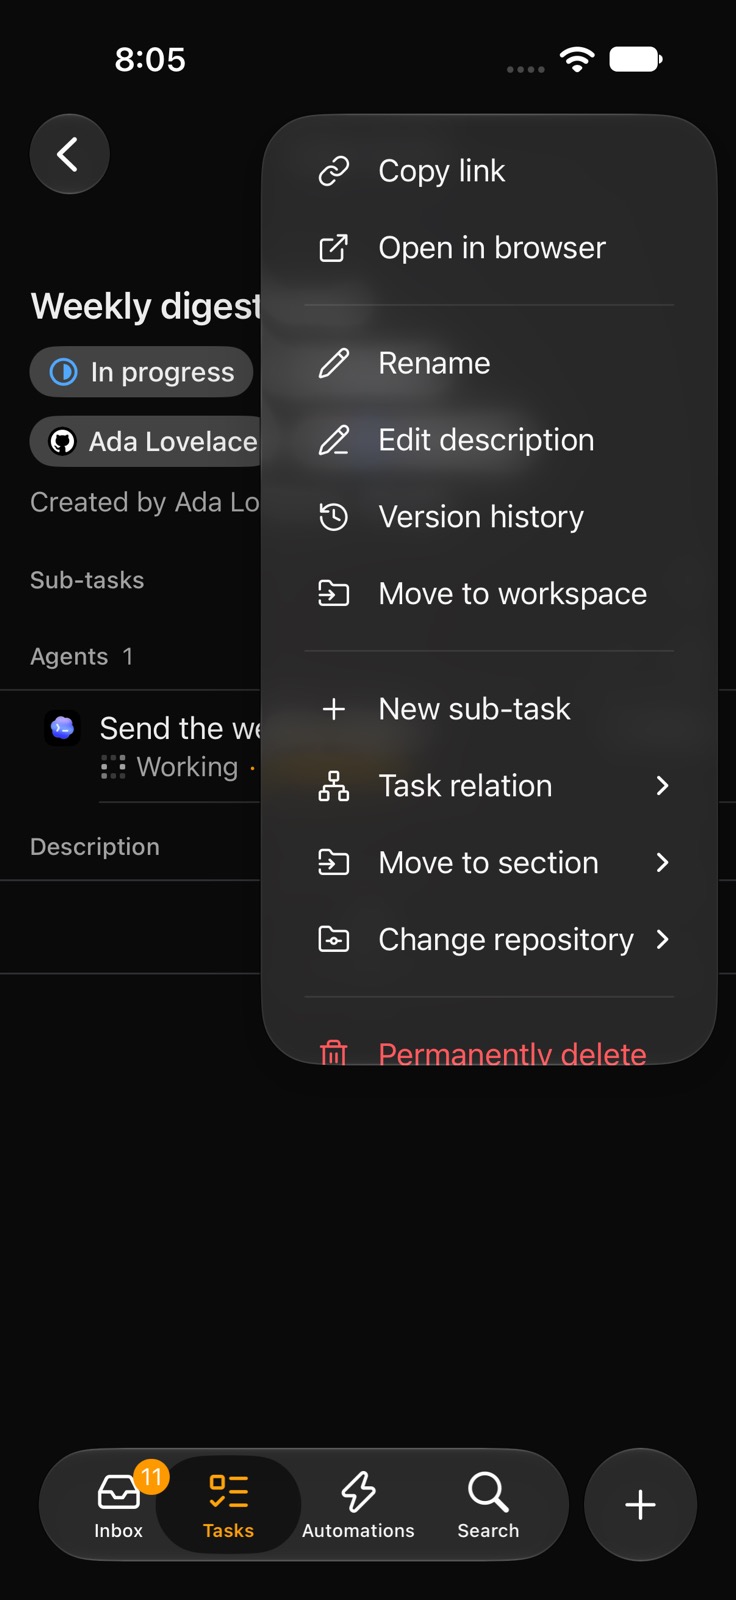 8:05
Copy link
Open in browser
Weekly digest
Rename
In progress
Edit description
Ada Lovelace
Version history
Created by Ada Lo
Sub-tasks
Move to workspace
Agents 1
New sub-task
Send the we
Working ·
Task relation
Description
Move to section
Change repository
Permanently delete
11
Inbox
Tasks
Automations
Search